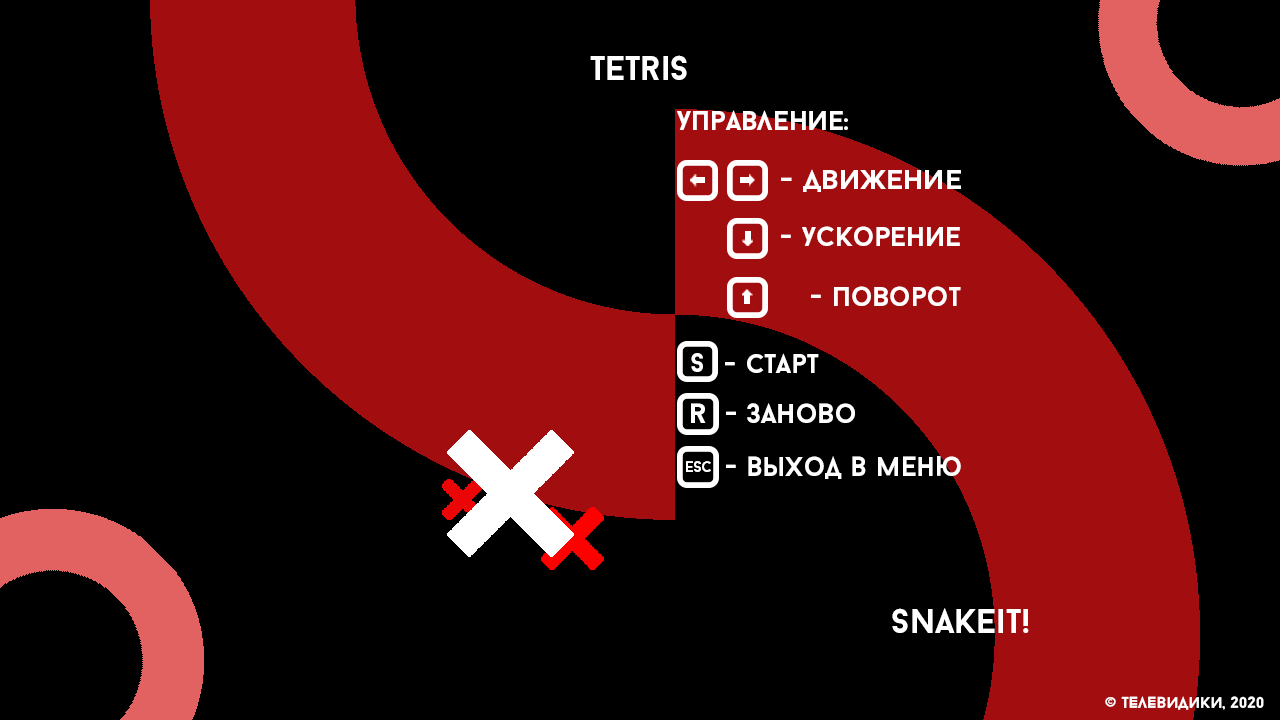 TETRIS
УПРАВЛЕНИЕ:
← → - ДВИЖЕНИЕ
↓ - УСКОРЕНИЕ
↑ - ПОВОРОТ
S - СТАРТ
R - ЗАНОВО
ESC - ВЫХОД В МЕНЮ
SNAKEIT!
© ТЕЛЕВИДИКИ, 2020